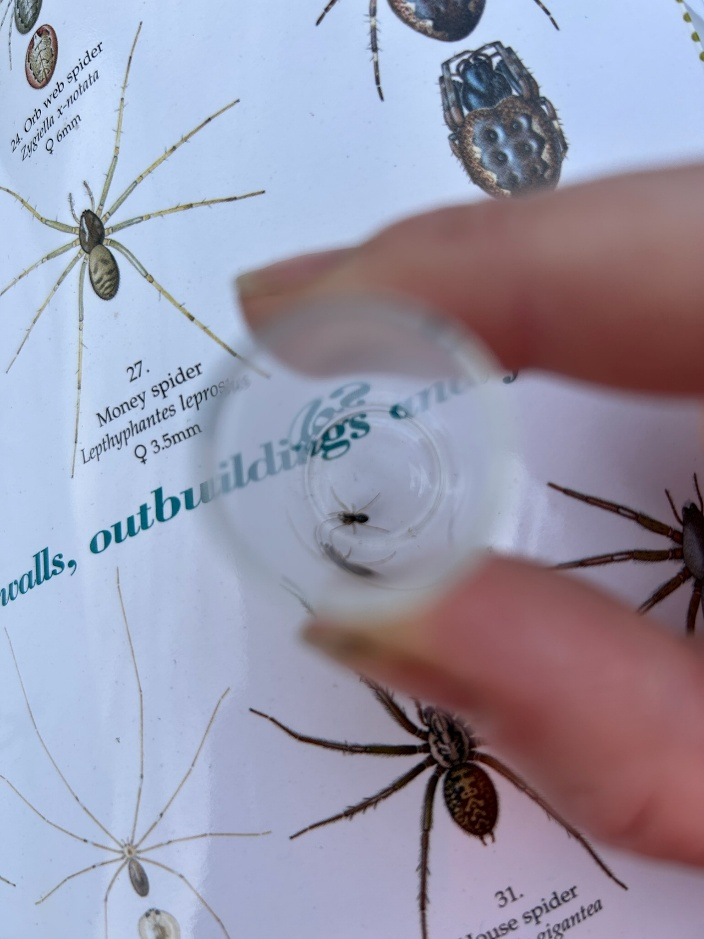 24. Orb web spider
Zygiella x-notata
♀ 6mm
27.
Money spider
Lepthyphantes leprosus
♀ 3.5mm
walls, outbuildings and
31.
House spider
gigantea